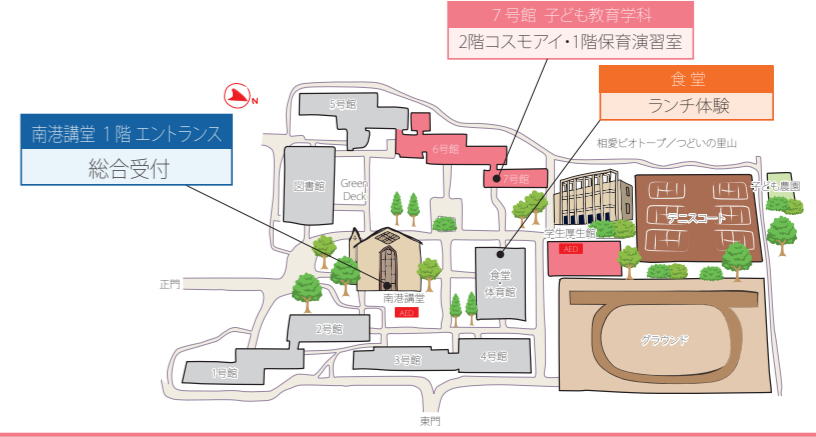 7号館 子ども教育学科
2階コスモアイ・1階保育演習室
食堂
ランチ体験
南港講堂 1階 エントランス
総合受付
N
5号館
6号館
7号館
相愛ビオトープ／つどいの里山
図書館
Green
Deck
子ども農園
テニスコート
学生厚生館
AED
食堂
・
体育館
正門
南港講堂
AED
2号館
グラウンド
1号館
3号館
4号館
東門